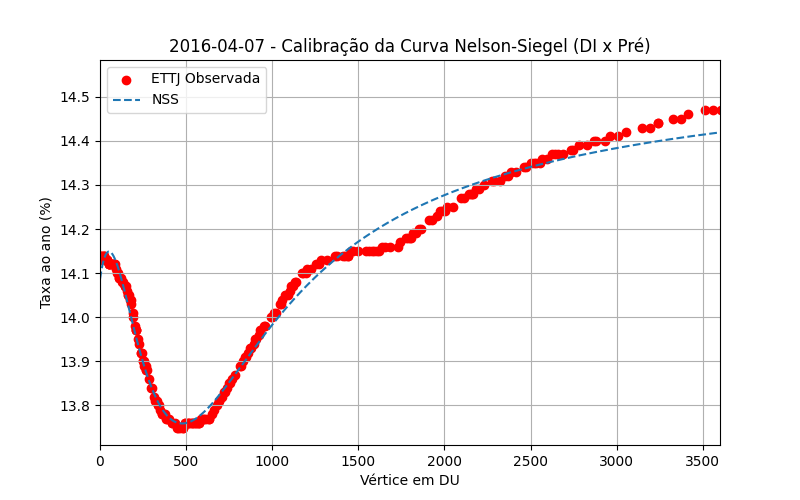 2016-04-07 - Calibração da Curva Nelson-Siegel (DI x Pré)
ETTJ Observada
NSS
Taxa ao ano (%)
14.5
14.4
14.3
14.2
14.1
14.0
13.9
13.8
0 500 1000 1500 2000 2500 3000 3500
Vértice em DU